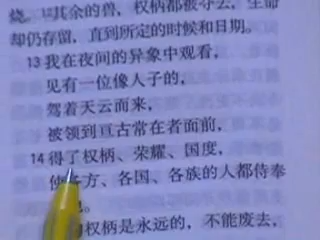 烧。12其余的兽，权柄都被夺去，生命
却仍存留，直到所定的时候和日期。
13 我在夜间的异象中观看，
见有一位像人子的，
驾着天云而来，
被领到亘古常在者面前，
14 得了权柄、荣耀、国度，
使 方、各国、各族的人都侍奉
。
权柄是永远的，不能废去，